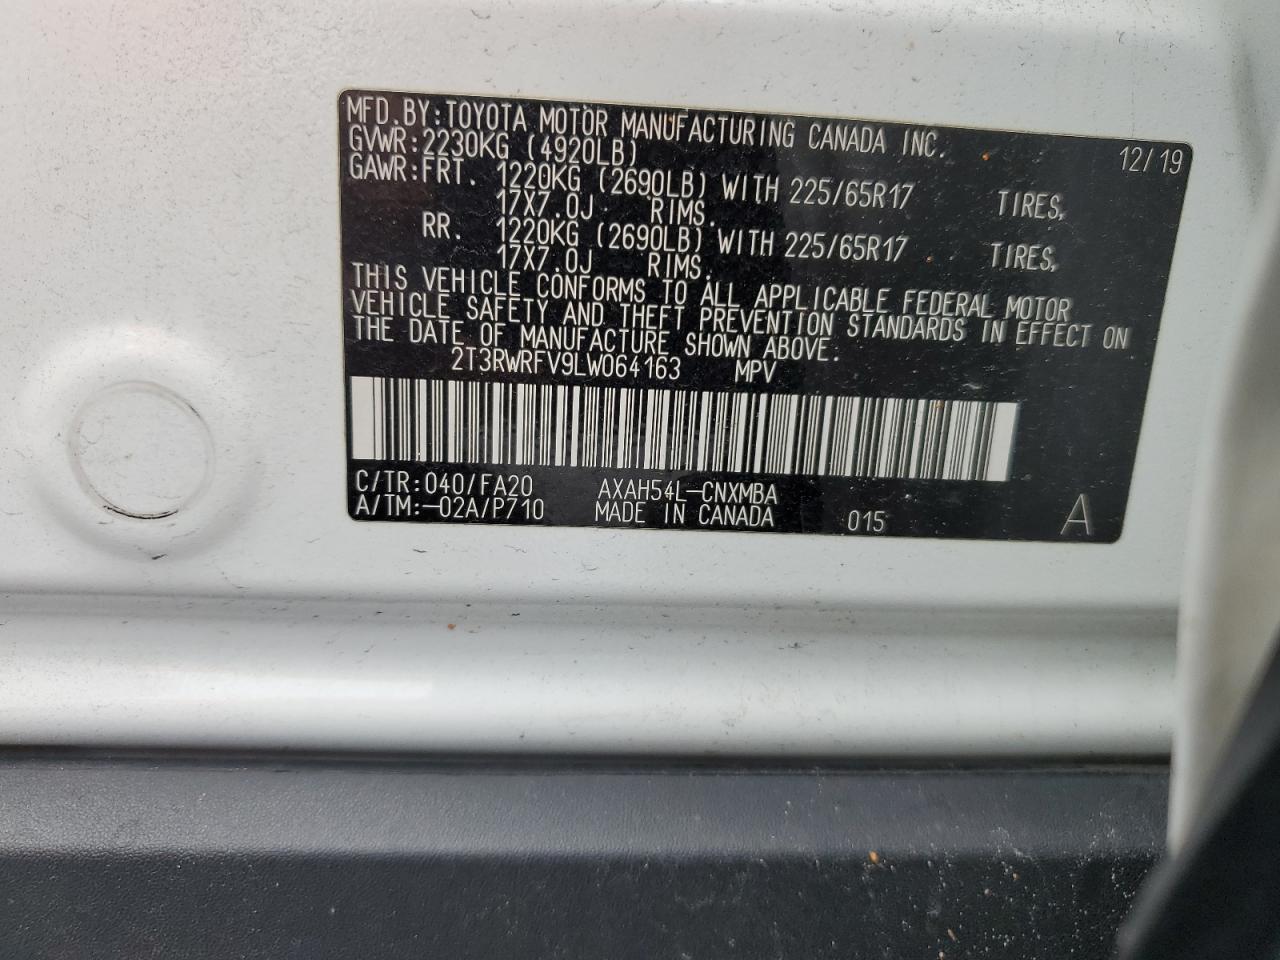 MFD.BY:TOYOTA MOTOR MANUFACTURING CANADA INC. 12/19
GVWR:2230KG (4920LB)
GAWR:FRT. 1220KG (2690LB) WITH 225/65R17 TIRES,
17X7.0J RIMS.
RR. 1220KG (2690LB) WITH 225/65R17 TIRES,
17X7.0J RIMS.
THIS VEHICLE CONFORMS TO ALL APPLICABLE FEDERAL MOTOR
VEHICLE SAFETY AND THEFT PREVENTION STANDARDS IN EFFECT ON
THE DATE OF MANUFACTURE SHOWN ABOVE.
2T3RWRFV9LW064163 MPV
C/TR:040/FA20 AXAH54L-CNXMBA
A/TM:-02A/P710 MADE IN CANADA 015 A